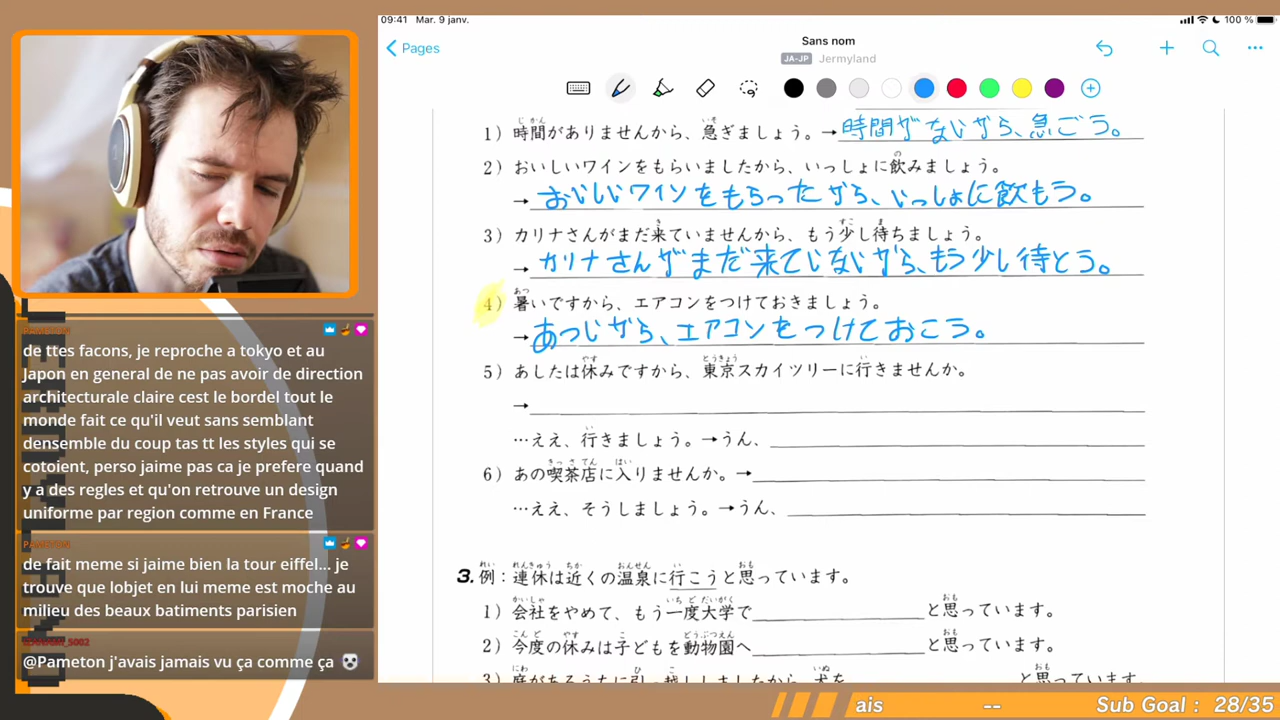 09:41 Mar. 9 janv.
100 %
Pages
Sans nom
JA-JP Jermyland
1) 時間がありませんから、急ぎましょう。→ 時間がないから、急ごう。
2) おいしいワインをもらいましたから、いっしょに飲みましょう。
→ おいしいワインをもらったから、いっしょに飲もう。
3) カリナさんがまだ来ていませんから、もう少し待ちましょう。
→ カリナさんがまだ来ていないから、もう少し待とう。
4) 暑いですから、エアコンをつけておきましょう。
→ あついから、エアコンをつけておこう。
5) あしたは休みですから、東京スカイツリーに行きませんか。
→
…ええ、行きましょう。→うん、
6) あの喫茶店に入りませんか。→
…ええ、そうしましょう。→うん、
3. 例：連休は近くの温泉に行こうと思っています。
1) 会社をやめて、もう一度大学で と思っています。
2) 今度の休みは子どもを動物園へ と思っています。
PAMETON
de ttes facons, je reproche a tokyo et au
Japon en general de ne pas avoir de direction
architecturale claire cest le bordel tout le
monde fait ce qu'il veut sans semblant
densemble du coup tas tt les styles qui se
cotoient, perso jaime pas ca je prefere quand
y a des regles et qu'on retrouve un design
uniforme par region comme en France
PAMETON
de fait meme si jaime bien la tour eiffel... je
trouve que lobjet en lui meme est moche au
milieu des beaux batiments parisien
@Pameton j'avais jamais vu ça comme ça
ais -- Sub Goal : 28/35